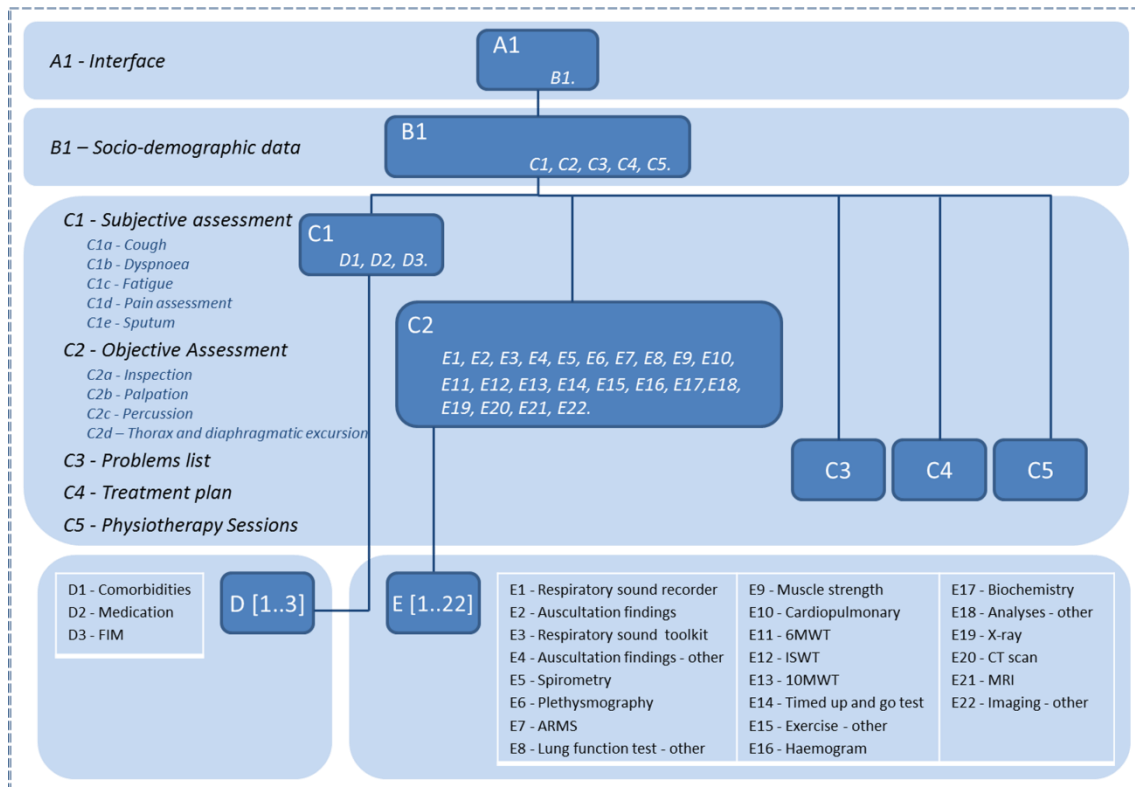 A1 - Interface
A1
B1.
B1 – Socio-demographic data
B1
C1, C2, C3, C4, C5.
C1 - Subjective assessment
C1a - Cough
C1b - Dyspnoea
C1c - Fatigue
C1d - Pain assessment
C1e - Sputum
C2 - Objective Assessment
C2a - Inspection
C2b - Palpation
C2c - Percussion
C2d – Thorax and diaphragmatic excursion
C3 - Problems list
C4 - Treatment plan
C5 - Physiotherapy Sessions
C1
D1, D2, D3.
C2
E1, E2, E3, E4, E5, E6, E7, E8, E9, E10,
E11, E12, E13, E14, E15, E16, E17,E18,
E19, E20, E21, E22.
C3
C4
C5
D1 - Comorbidities
D2 - Medication
D3 - FIM
D [1..3]
E [1..22]
E1 - Respiratory sound recorder
E2 - Auscultation findings
E3 - Respiratory sound toolkit
E4 - Auscultation findings - other
E5 - Spirometry
E6 - Plethysmography
E7 - ARMS
E8 - Lung function test - other
E9 - Muscle strength
E10 - Cardiopulmonary
E11 - 6MWT
E12 - ISWT
E13 - 10MWT
E14 - Timed up and go test
E15 - Exercise - other
E16 - Haemogram
E17 - Biochemistry
E18 - Analyses - other
E19 - X-ray
E20 - CT scan
E21 - MRI
E22 - Imaging - other